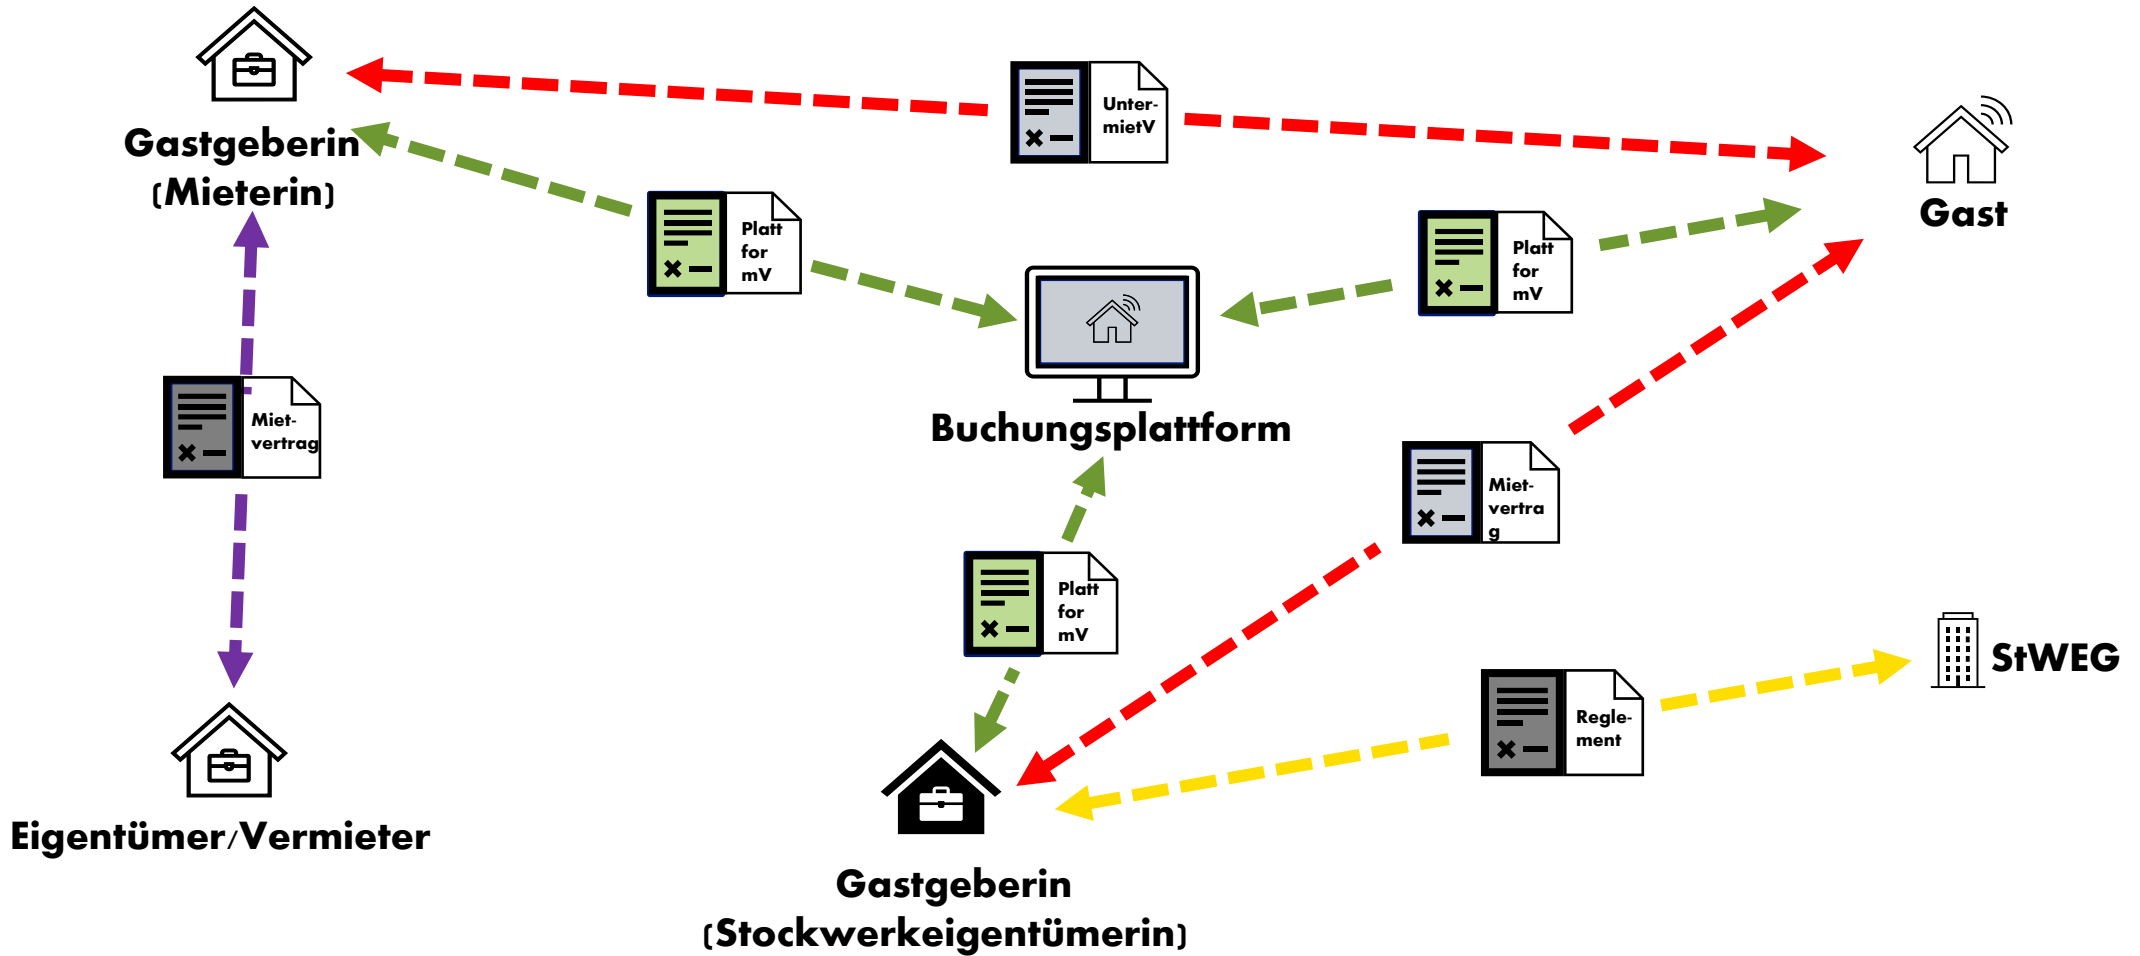 Unter-
mietV
Gastgeberin
(Mieterin)
Gast
Platt
for
mV
Platt
for
mV
Miet-
vertrag
Buchungsplattform
Miet-
vertra
g
Platt
for
mV
StWEG
Regle-
ment
Eigentümer/Vermieter
Gastgeberin
(Stockwerkeigentümerin)